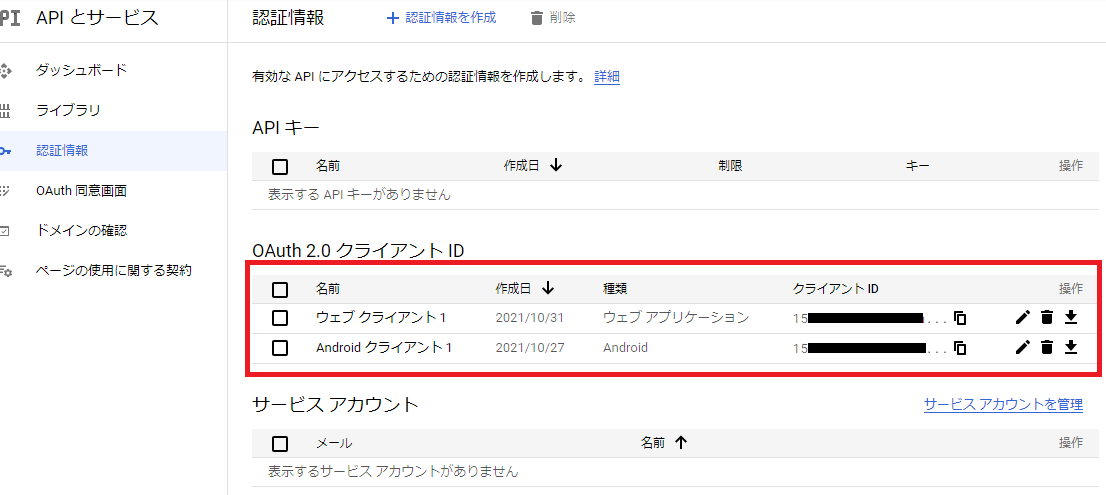 PI APIとサービス
認証情報 + 認証情報を作成 削除
ダッシュボード
ライブラリ
認証情報
OAuth 同意画面
ドメインの確認
ページの使用に関する契約
有効な API にアクセスするための認証情報を作成します。 詳細
API キー
名前 作成日 ↓ 制限 キー 操作
表示する API キーがありません
OAuth 2.0 クライアント ID
名前 作成日 ↓ 種類 クライアント ID 操作
ウェブ クライアント 1 2021/10/31 ウェブ アプリケーション 15 ...
Android クライアント 1 2021/10/27 Android 15 ...
サービス アカウント サービス アカウントを管理
メール 名前 ↑ 操作
表示するサービス アカウントがありません